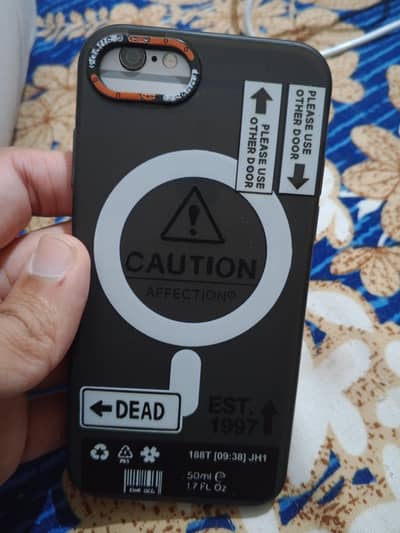 PLEASE USE
OTHER DOOR
PLEASE USE
OTHER DOOR
CAUTION
AFFECTION®
DEAD
EST.
1997
188T [09:38] JH1
50ml ℮
1.7 FL Oz